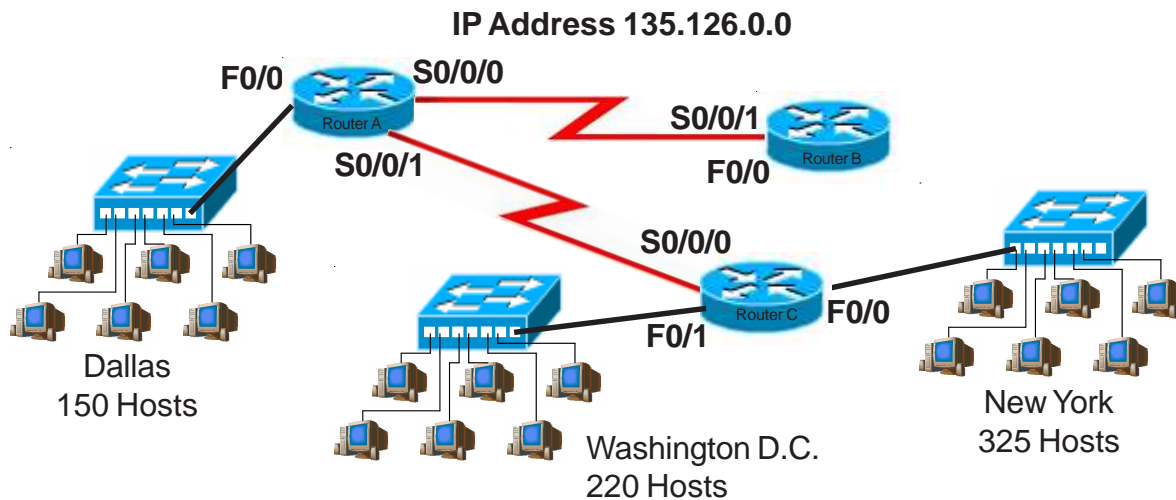 IP Address 135.126.0.0
F0/0
S0/0/0
Router A
S0/0/1
S0/0/1
Router B
F0/0
S0/0/0
Router C
F0/1
F0/0
Dallas
150 Hosts
Washington D.C.
220 Hosts
New York
325 Hosts